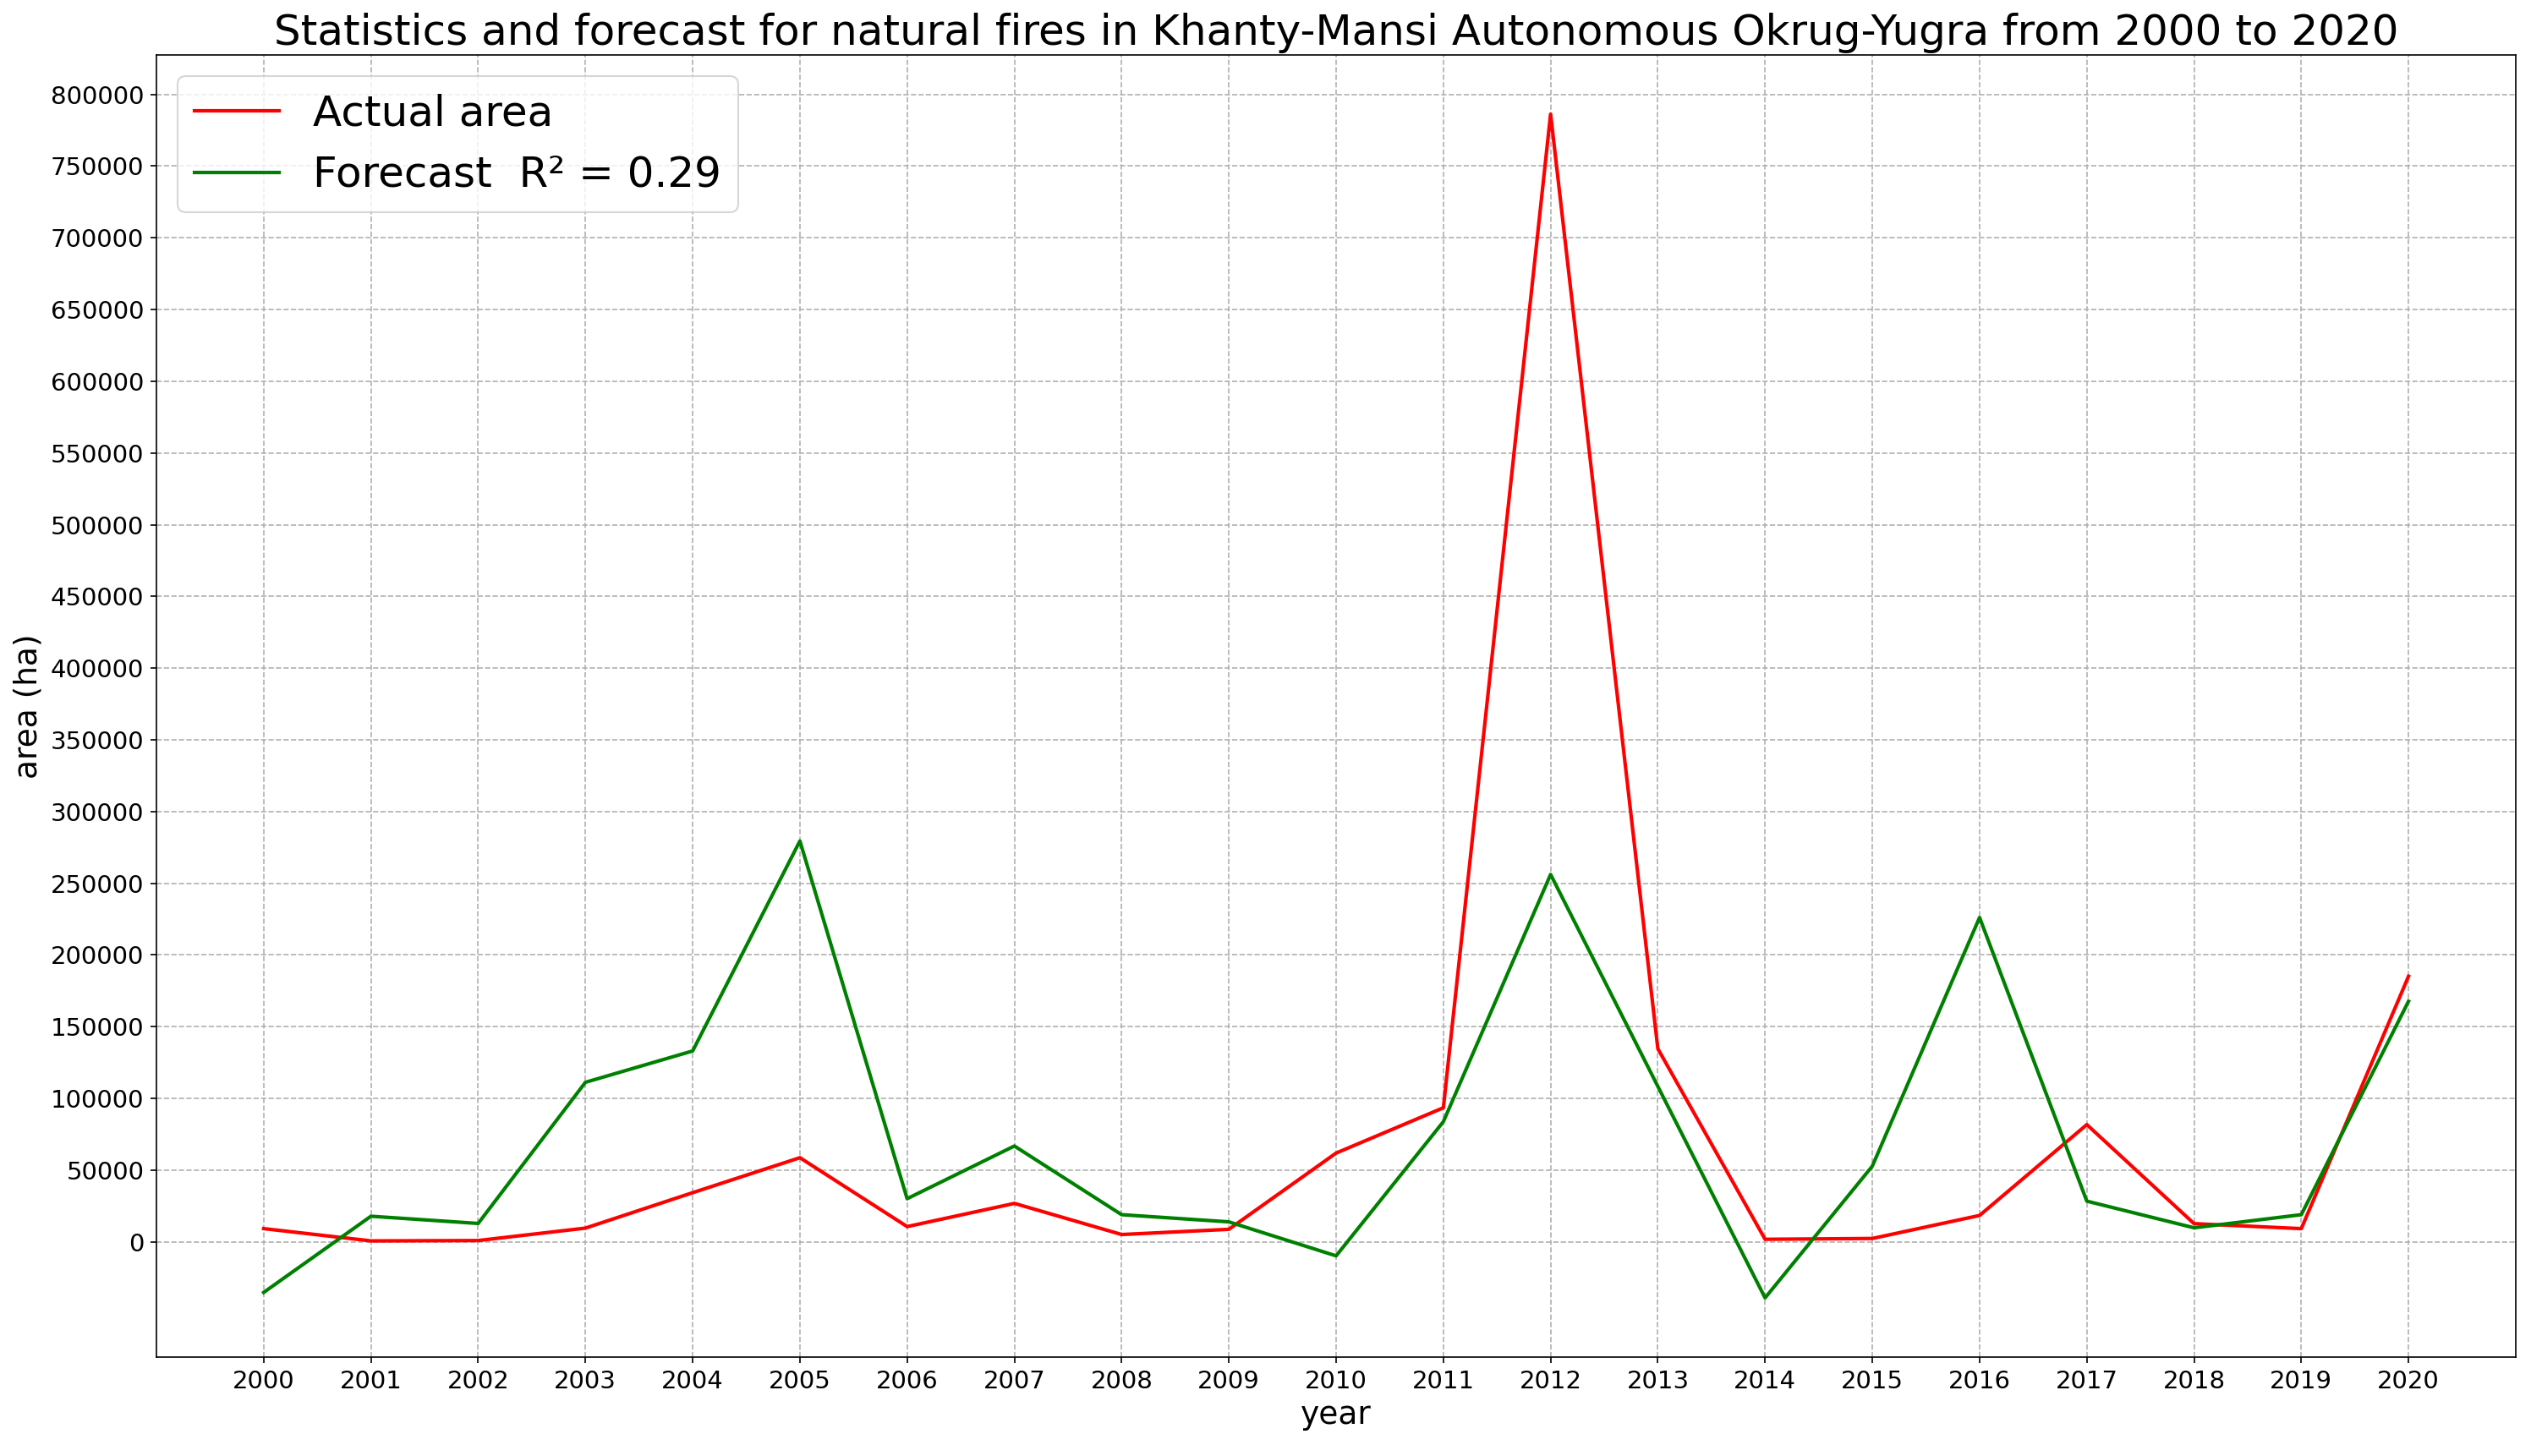 Statistics and forecast for natural fires in Khanty-Mansi Autonomous Okrug-Yugra from 2000 to 2020
Actual area
Forecast  R² = 0.29
800000
750000
700000
650000
600000
550000
500000
450000
400000
350000
300000
250000
200000
150000
100000
50000
0
area (ha)
2000 2001 2002 2003 2004 2005 2006 2007 2008 2009 2010 2011 2012 2013 2014 2015 2016 2017 2018 2019 2020
year